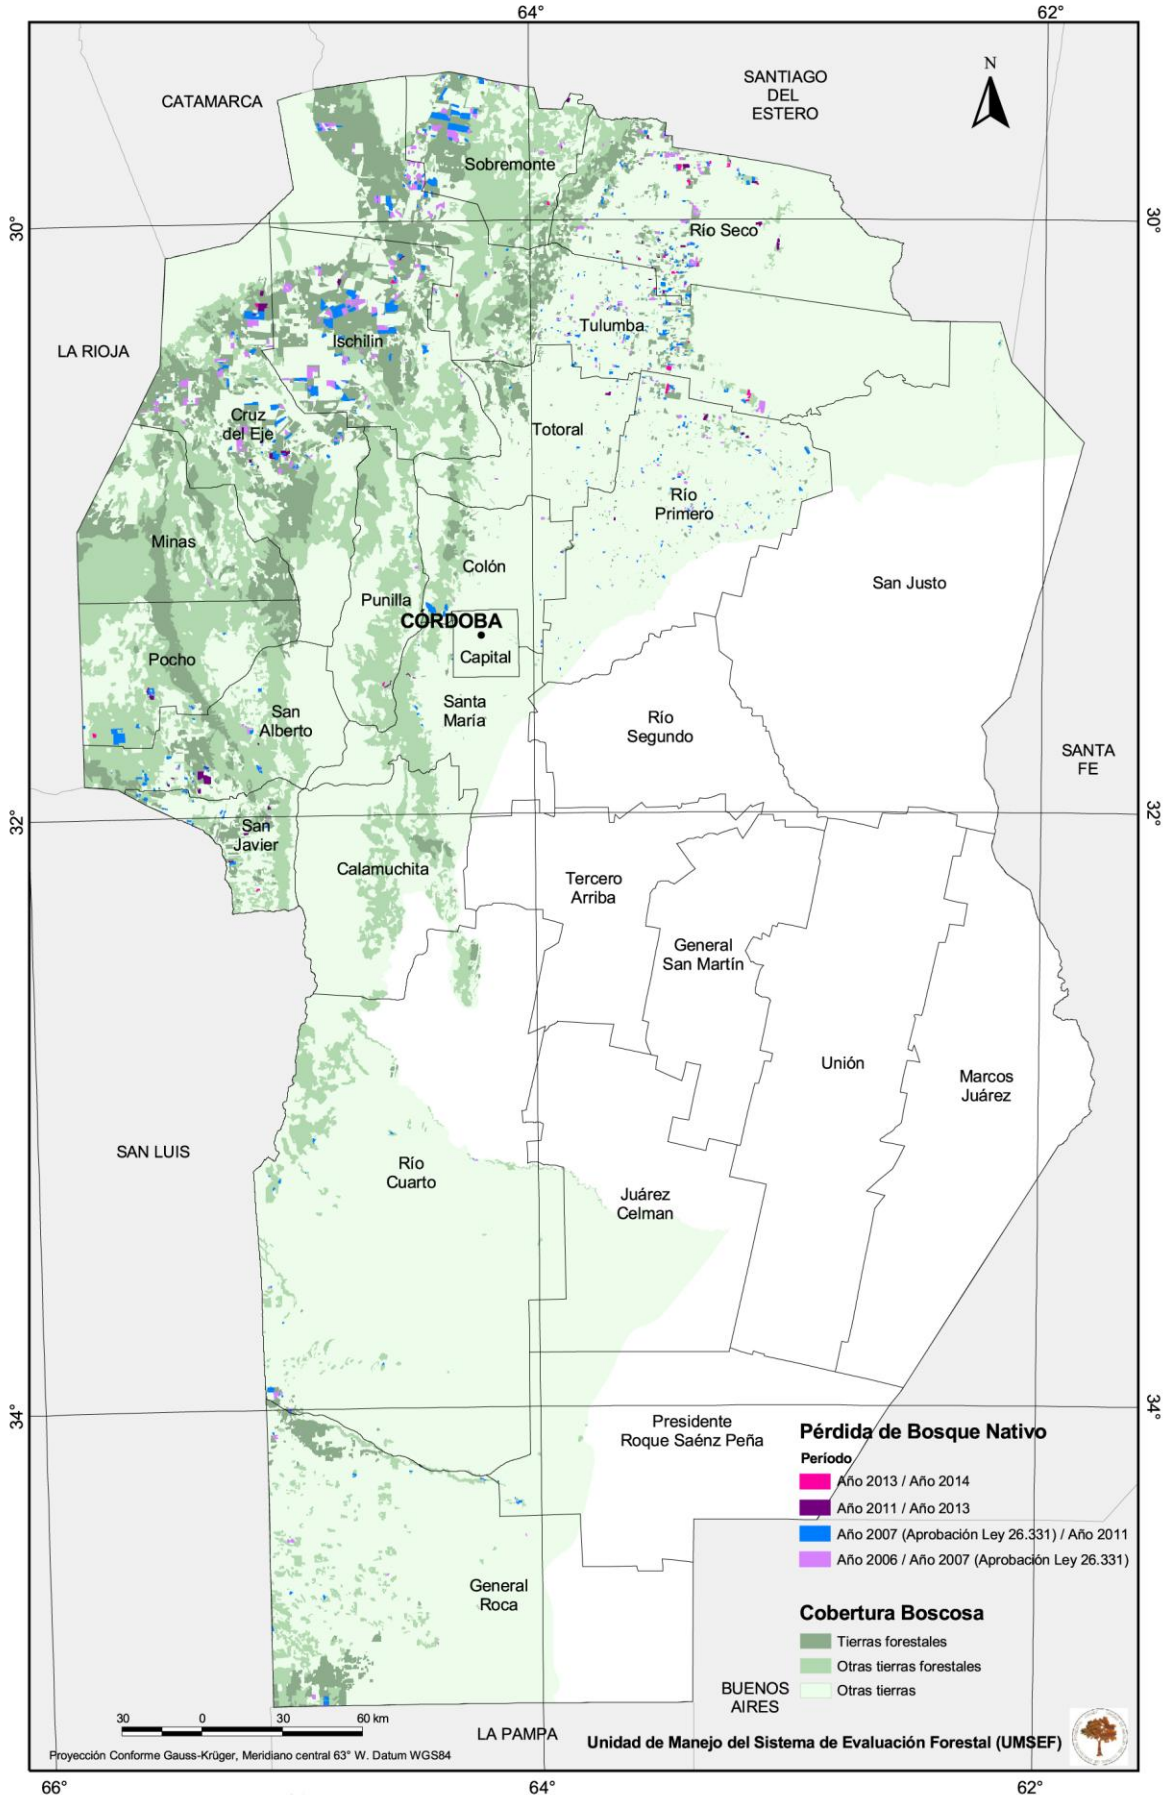 64°
62°
N
CATAMARCA
SANTIAGO
DEL
ESTERO
Sobremonte
30°
30°
Río Seco
Tulumba
LA RIOJA
Ischilin
Cruz
del Eje
Totoral
Río
Primero
Minas
Colón
San Justo
Punilla
CÓRDOBA
Capital
Pocho
San
Alberto
Santa
María
Río
Segundo
SANTA
FE
32°
32°
San
Javier
Calamuchita
Tercero
Arriba
General
San Martín
Unión
Marcos
Juárez
SAN LUIS
Río
Cuarto
Juárez
Celman
34°
34°
Presidente
Roque Saénz Peña
Pérdida de Bosque Nativo
Período
Año 2013 / Año 2014
Año 2011 / Año 2013
Año 2007 (Aprobación Ley 26.331) / Año 2011
Año 2006 / Año 2007 (Aprobación Ley 26.331)
General
Roca
Cobertura Boscosa
Tierras forestales
Otras tierras forestales
Otras tierras
BUENOS
AIRES
30 0 30 60 km
LA PAMPA
Unidad de Manejo del Sistema de Evaluación Forestal (UMSEF)
Proyección Conforme Gauss-Krüger, Meridiano central 63° W. Datum WGS84
66°
64°
62°